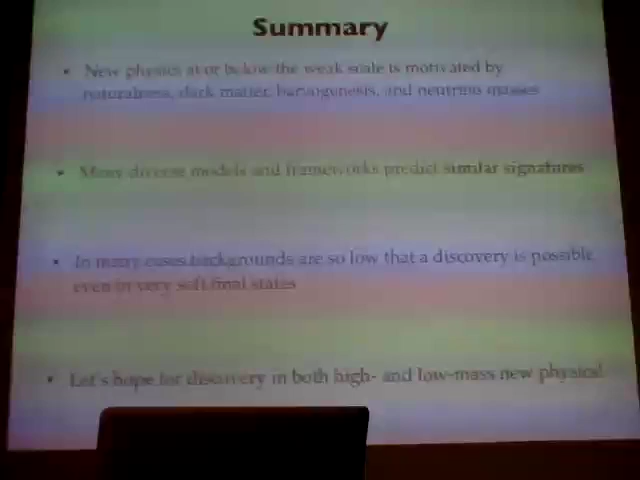 Summary
• New physics at or below the weak scale is motivated by
naturalness, dark matter, baryogenesis, and neutrino masses
• Many diverse models and frameworks predict similar signatures
• In many cases backgrounds are so low that a discovery is possible
even in very soft final states
• Let's hope for discovery in both high- and low-mass new physics!